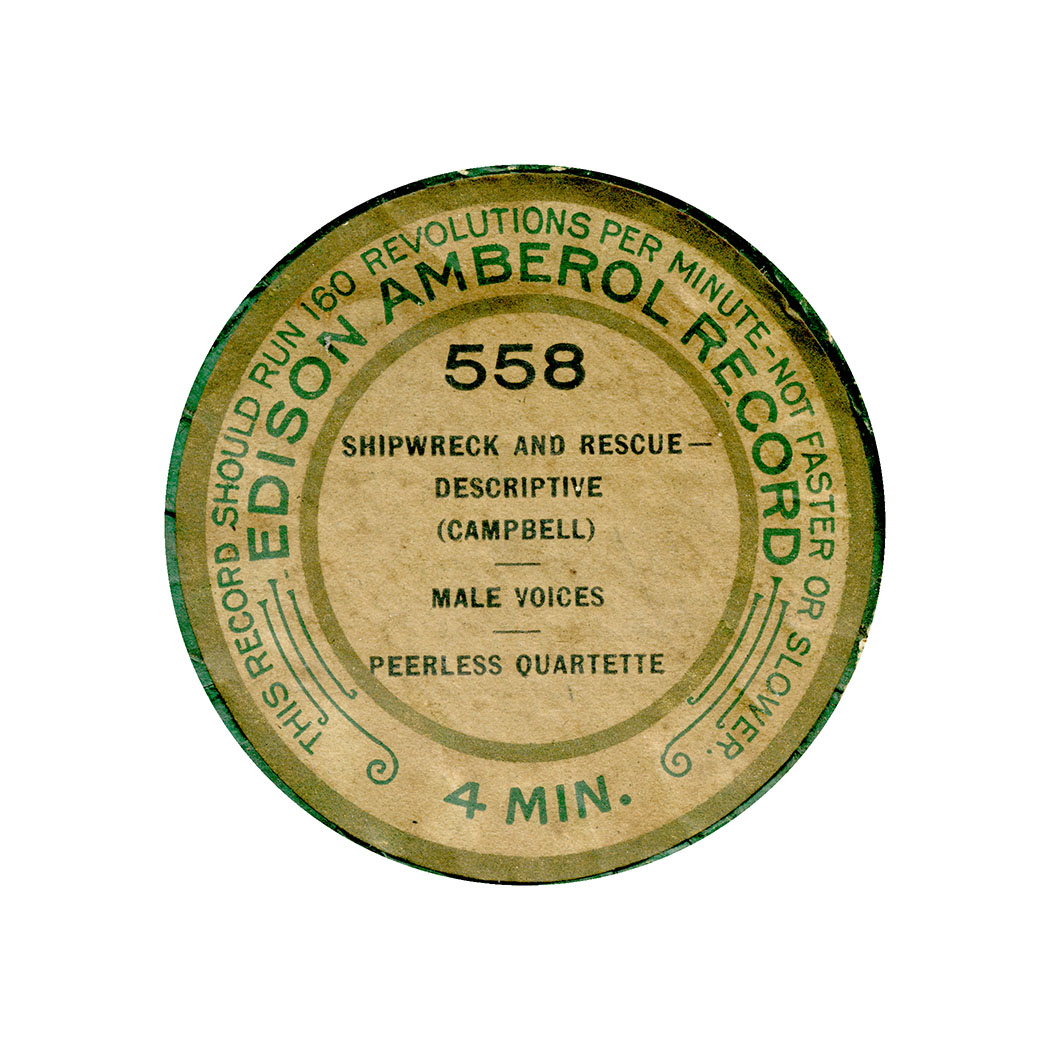 THIS RECORD SHOULD RUN 160 REVOLUTIONS PER MINUTE-NOT FASTER OR SLOWER.
EDISON AMBEROL RECORD
558
SHIPWRECK AND RESCUE—
DESCRIPTIVE
(CAMPBELL)
MALE VOICES
PEERLESS QUARTETTE
4 MIN.